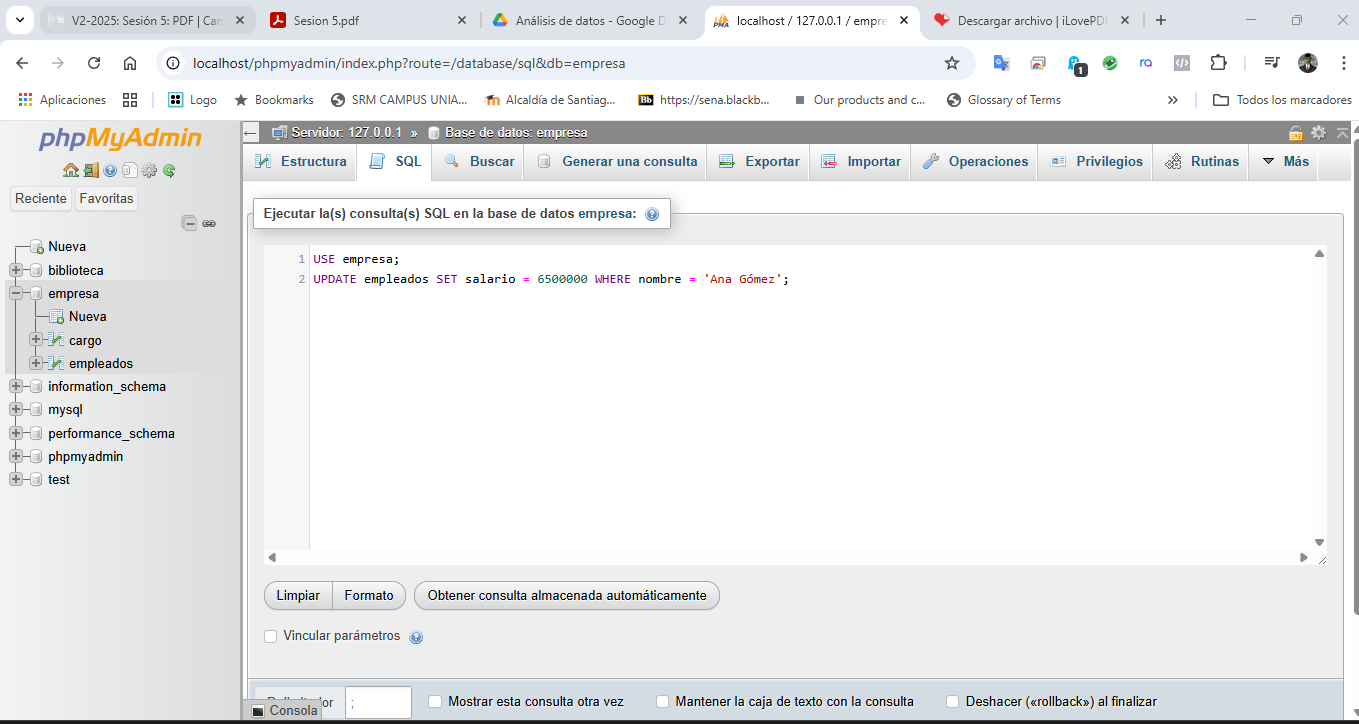 V2-2025: Sesión 5: PDF | Can
Sesion 5.pdf
Análisis de datos - Google D
PMA
localhost / 127.0.0.1 / empre
Descargar archivo | iLovePDF
localhost/phpmyadmin/index.php?route=/database/sql&db=empresa
1
ra
Aplicaciones
Logo
Bookmarks
SRM CAMPUS UNIA...
Alcaldía de Santiag...
Bb
https://sena.blackb...
Our products and c...
Glossary of Terms
Todos los marcadores
phpMyAdmin
Reciente
Favoritas
Nueva
biblioteca
empresa
Nueva
cargo
empleados
information_schema
mysql
performance_schema
phpmyadmin
test
Servidor: 127.0.0.1 » Base de datos: empresa
Estructura
SQL
Buscar
Generar una consulta
Exportar
Importar
Operaciones
Privilegios
Rutinas
Más
Ejecutar la(s) consulta(s) SQL en la base de datos empresa:
1 USE empresa;
2 UPDATE empleados SET salario = 6500000 WHERE nombre = 'Ana Gómez';
Limpiar
Formato
Obtener consulta almacenada automáticamente
Vincular parámetros
;
Mostrar esta consulta otra vez
Mantener la caja de texto con la consulta
Deshacer («rollback») al finalizar
Consola